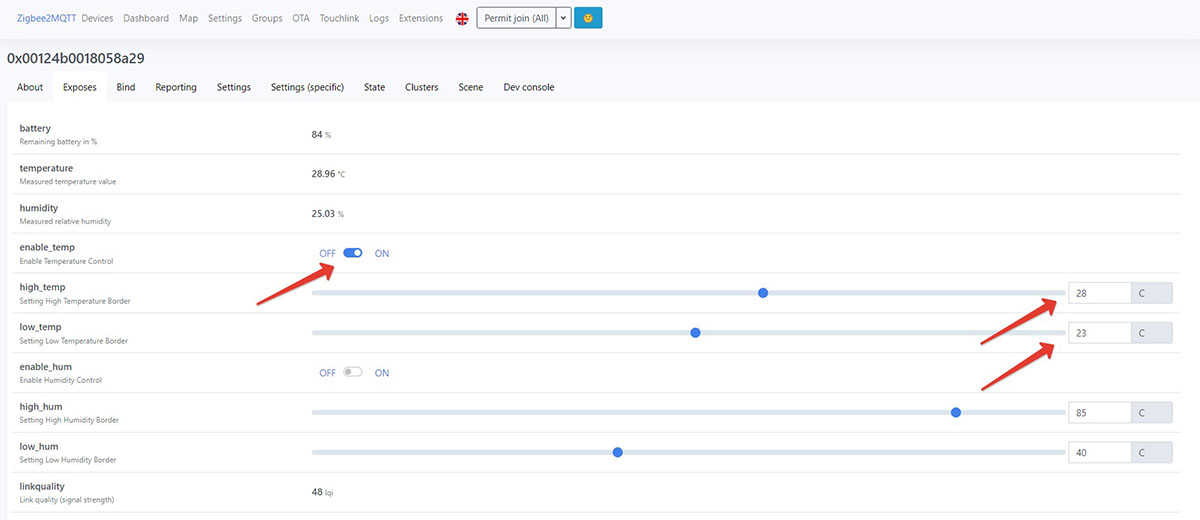 Zigbee2MQTT Devices Dashboard Map Settings Groups OTA Touchlink Logs Extensions Permit join (All)
0x00124b0018058a29
About Exposes Bind Reporting Settings Settings (specific) State Clusters Scene Dev console
battery
Remaining battery in %
84 %
temperature
Measured temperature value
28.96 °C
humidity
Measured relative humidity
25.03 %
enable_temp
Enable Temperature Control
OFF ON
high_temp
Setting High Temperature Border
28 C
low_temp
Setting Low Temperature Border
23 C
enable_hum
Enable Humidity Control
OFF ON
high_hum
Setting High Humidity Border
85 C
low_hum
Setting Low Humidity Border
40 C
linkquality
Link quality (signal strength)
48 lqi